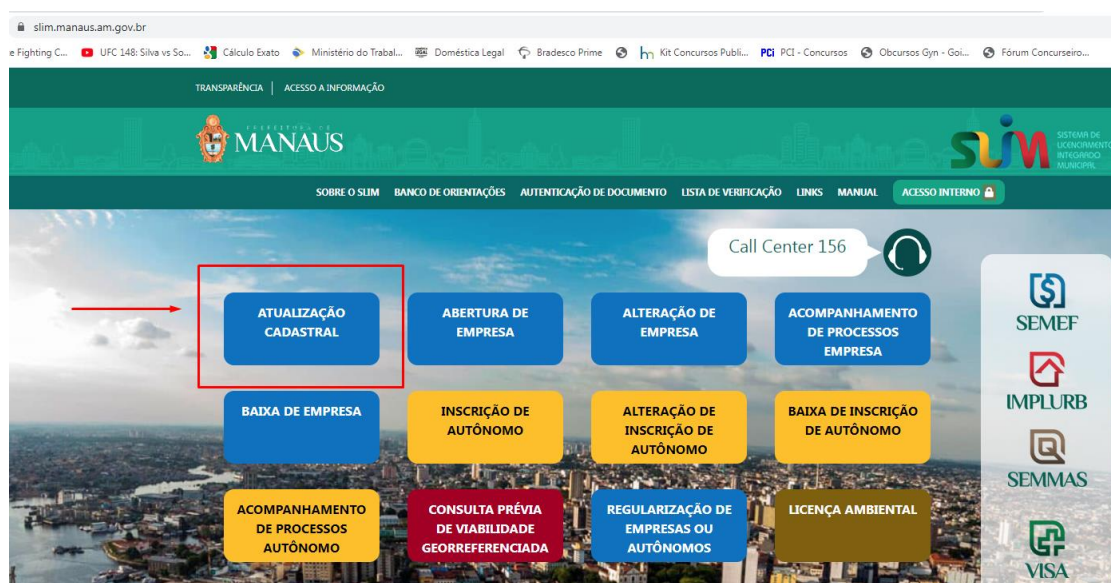 slim.manaus.am.gov.br
e Fighting C... UFC 148: Silva vs So... Cálculo Exato Ministério do Trabal... Doméstica Legal Bradesco Prime Kit Concursos Publi... PCI - Concursos Obcursos Gyn - Goi... Fórum Concurseiro...
TRANSPARÊNCIA | ACESSO A INFORMAÇÃO
PREFEITURA DE
MANAUS
SLIM
SISTEMA DE
LICENCIAMENTO
INTEGRADO
MUNICIPAL
SOBRE O SLIM BANCO DE ORIENTAÇÕES AUTENTICAÇÃO DE DOCUMENTO LISTA DE VERIFICAÇÃO LINKS MANUAL ACESSO INTERNO
Call Center 156
ATUALIZAÇÃO
CADASTRAL
ABERTURA DE
EMPRESA
ALTERAÇÃO DE
EMPRESA
ACOMPANHAMENTO
DE PROCESSOS
EMPRESA
BAIXA DE EMPRESA
INSCRIÇÃO DE
AUTÔNOMO
ALTERAÇÃO DE
INSCRIÇÃO DE
AUTÔNOMO
BAIXA DE INSCRIÇÃO
DE AUTÔNOMO
ACOMPANHAMENTO
DE PROCESSOS
AUTÔNOMO
CONSULTA PRÉVIA
DE VIABILIDADE
GEORREFERENCIADA
REGULARIZAÇÃO DE
EMPRESAS OU
AUTÔNOMOS
LICENÇA AMBIENTAL
SEMEF
IMPLURB
SEMMAS
VISA